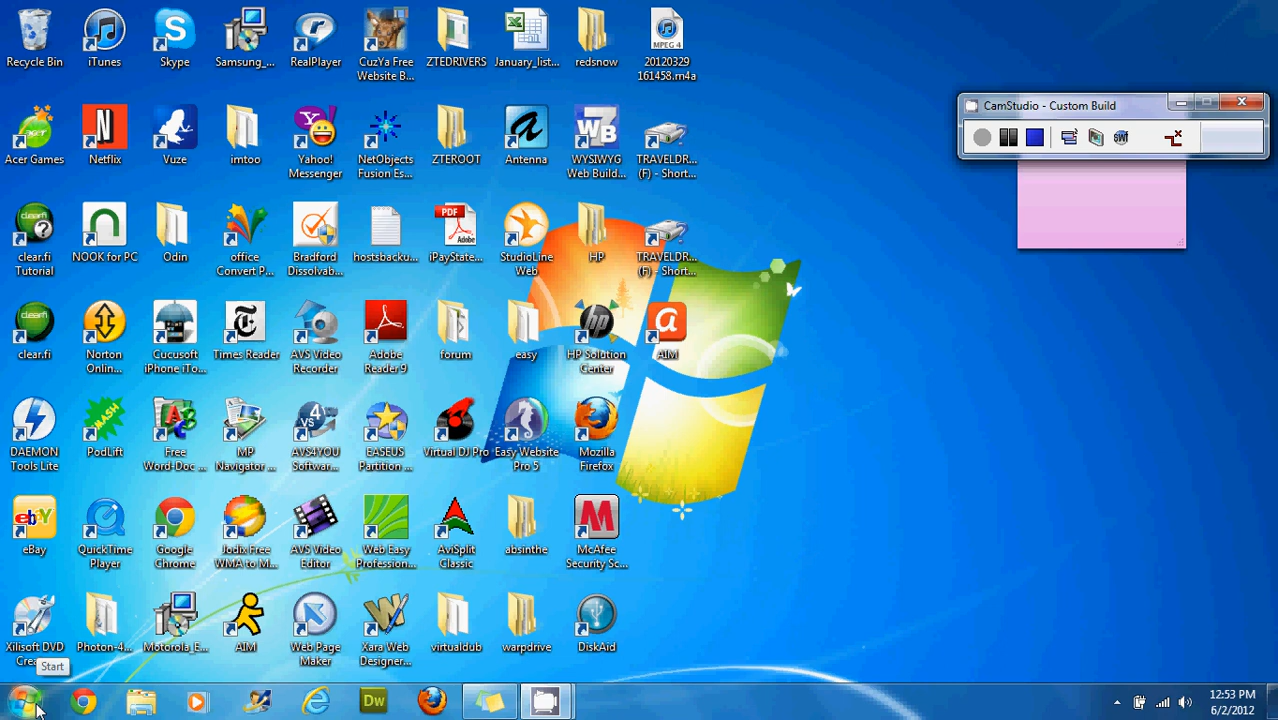 CamStudio - Custom Build
Recycle Bin
iTunes
Skype
Samsung_...
RealPlayer
CuzYa Free
Website B...
ZTEDRIVERS
January_list...
redsnow
MPEG 4
20120329
161458.m4a
Acer Games
Netflix
Vuze
imtoo
Yahoo!
Messenger
NetObjects
Fusion Es...
ZTEROOT
Antenna
WYSIWYG
Web Build...
TRAVELDR...
(F) - Short...
clear.fi
Tutorial
NOOK for PC
Odin
office
Convert P...
Bradford
Dissolvab...
hostsbacku...
PDF
Adobe
iPayState...
StudioLine
Web
HP
TRAVELDR...
(F) - Short...
clear.fi
Norton
Online...
Cucusoft
iPhone iTo...
Times Reader
AVS Video
Recorder
Adobe
Reader 9
forum
easy
HP Solution
Center
AIM
DAEMON
Tools Lite
SMASH
PodLift
Free
Word-Doc ...
MP
Navigator ...
AVS4YOU
Softwar...
EASEUS
Partition ...
Virtual DJ Pro
Easy Website
Pro 5
Mozilla
Firefox
eBay
QuickTime
Player
Google
Chrome
Jodix Free
WMA to M...
AVS Video
Editor
Web Easy
Profession...
AviSplit
Classic
absinthe
McAfee
Security Sc...
Xilisoft DVD
Cre
Photon-4...
Motorola_E...
AIM
Web Page
Maker
Xara Web
Designer...
virtualdub
warpdrive
DiskAid
Start
Dw
12:53 PM
6/2/2012